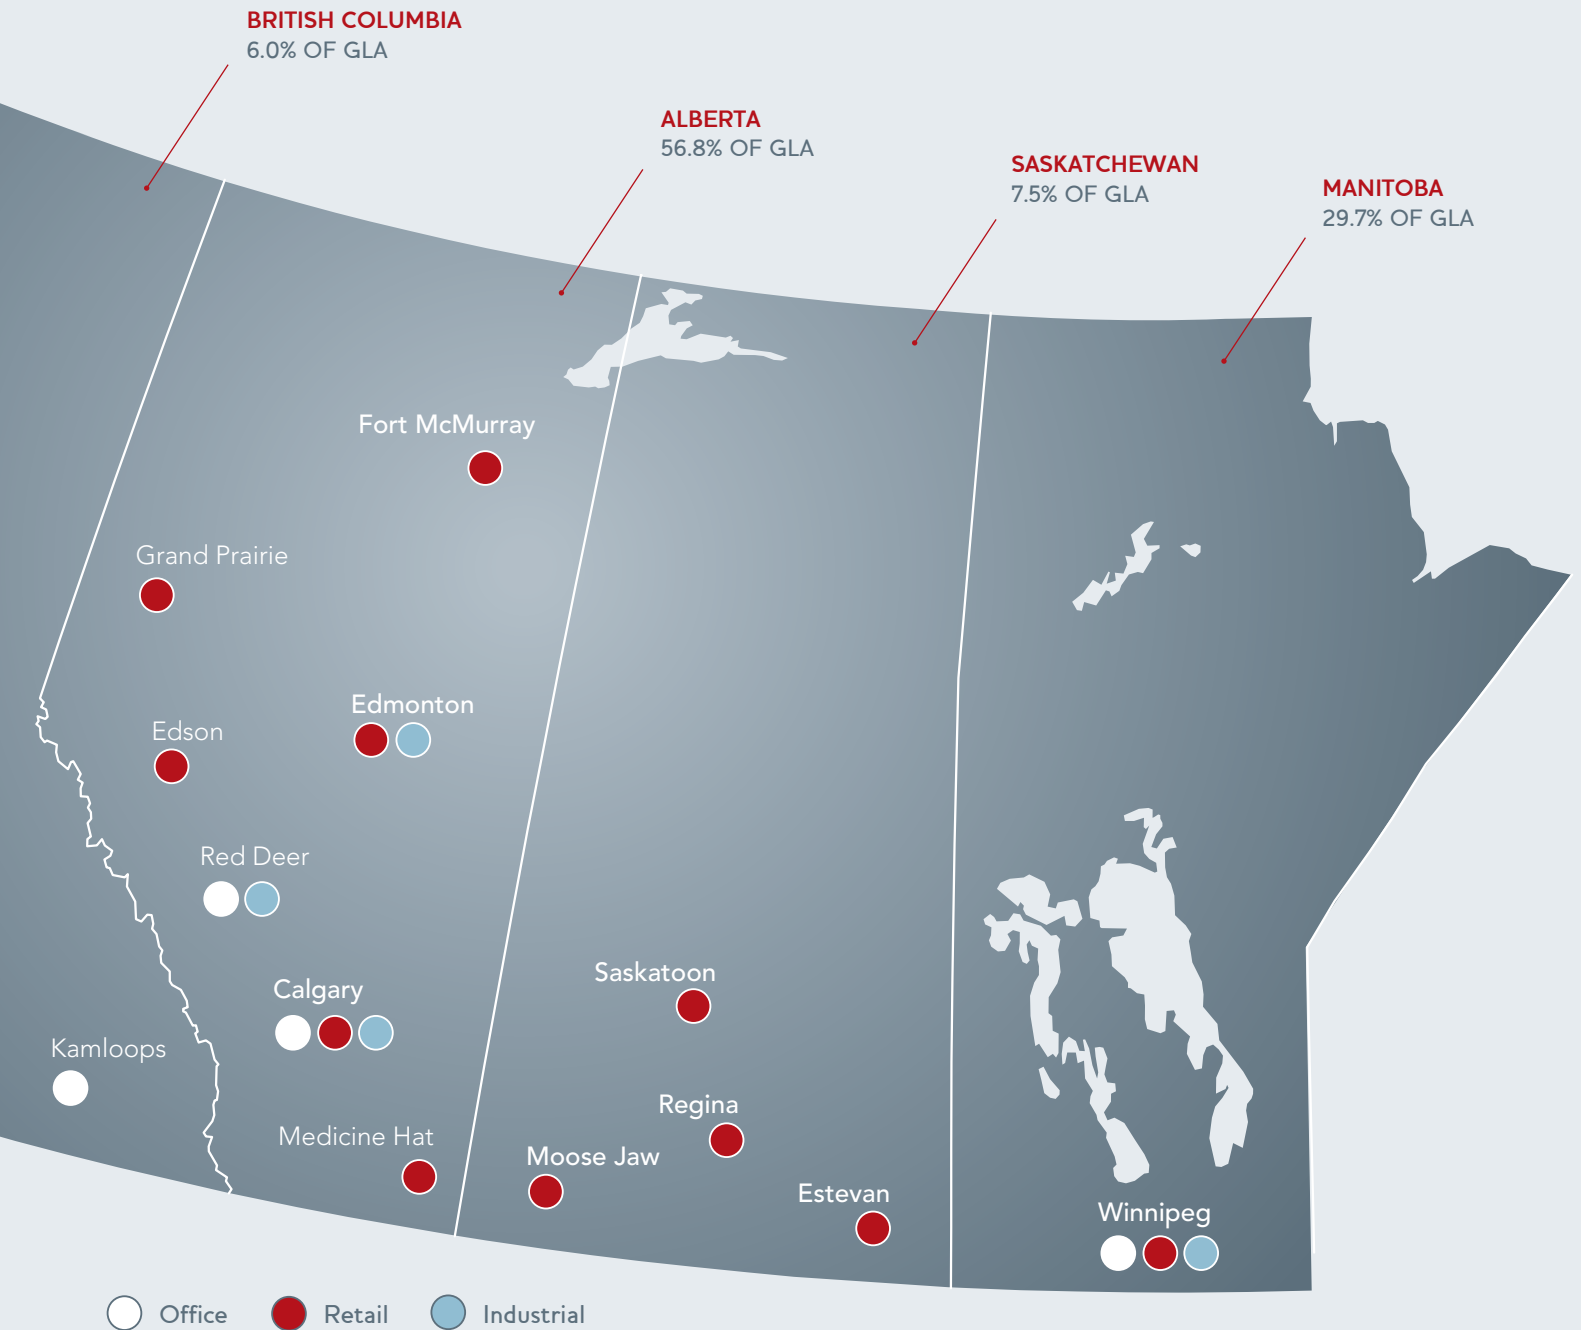 BRITISH COLUMBIA
6.0% OF GLA
ALBERTA
56.8% OF GLA
SASKATCHEWAN
7.5% OF GLA
MANITOBA
29.7% OF GLA
Fort McMurray
Grand Prairie
Edmonton
Edson
Red Deer
Saskatoon
Calgary
Kamloops
Regina
Medicine Hat
Moose Jaw
Estevan
Winnipeg
Office
Retail
Industrial